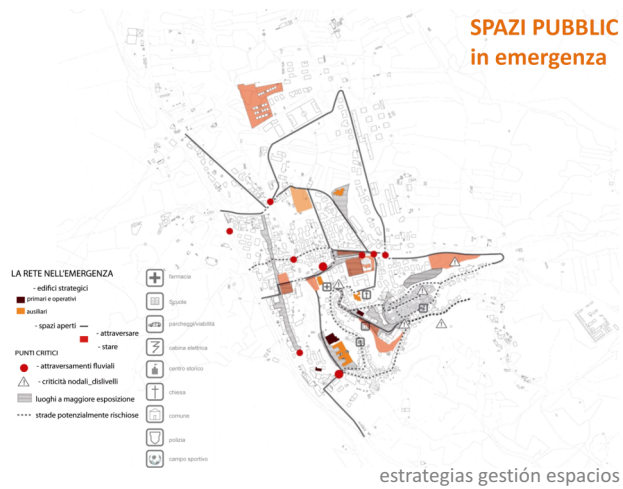 SPAZI PUBBLIC
in emergenza
LA RETE NELL'EMERGENZA
- edifici strategici
primari e operativi
ausiliari
- spazi aperti
- attraversare
- stare
PUNTI CRITICI
- attraversamenti fluviali
- criticità nodali_dislivelli
luoghi a maggiore esposizione
strade potenzialmente rischiose
farmacia
scuola
parcheggi/viabilità
cabina elettrica
centro storico
chiesa
comune
polizia
campo sportivo
estrategias gestión espacios